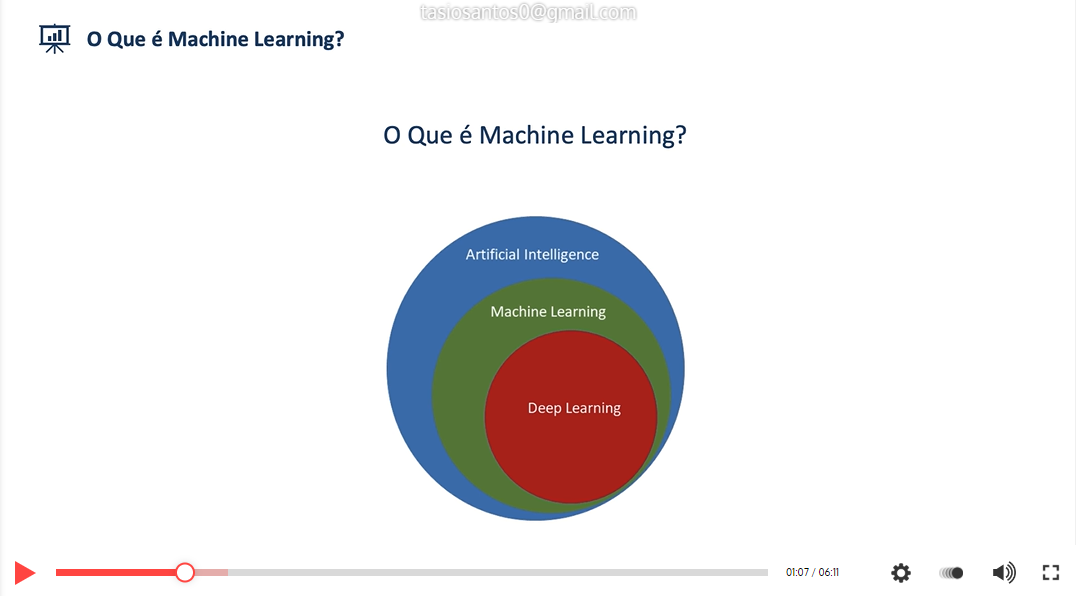 tasiosantos0@gmail.com
O Que é Machine Learning?
O Que é Machine Learning?
Artificial Intelligence
Machine Learning
Deep Learning
01:07 / 06:11